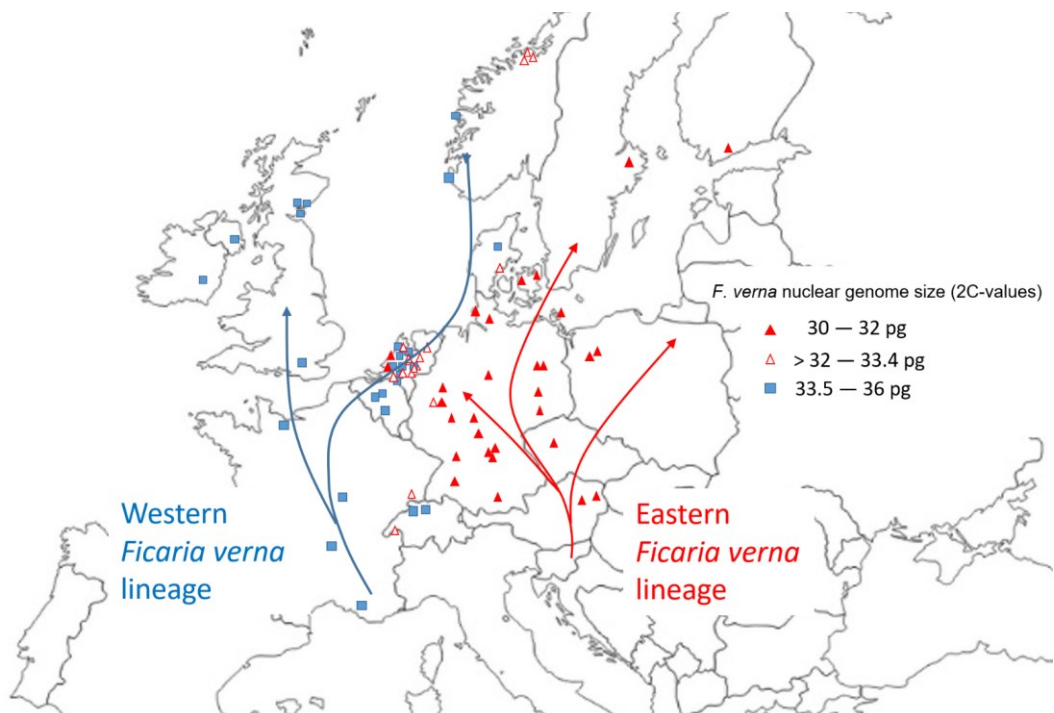 F. verna nuclear genome size (2C-values)
30 — 32 pg
> 32 — 33.4 pg
33.5 — 36 pg
Western
Ficaria verna
lineage
Eastern
Ficaria verna
lineage